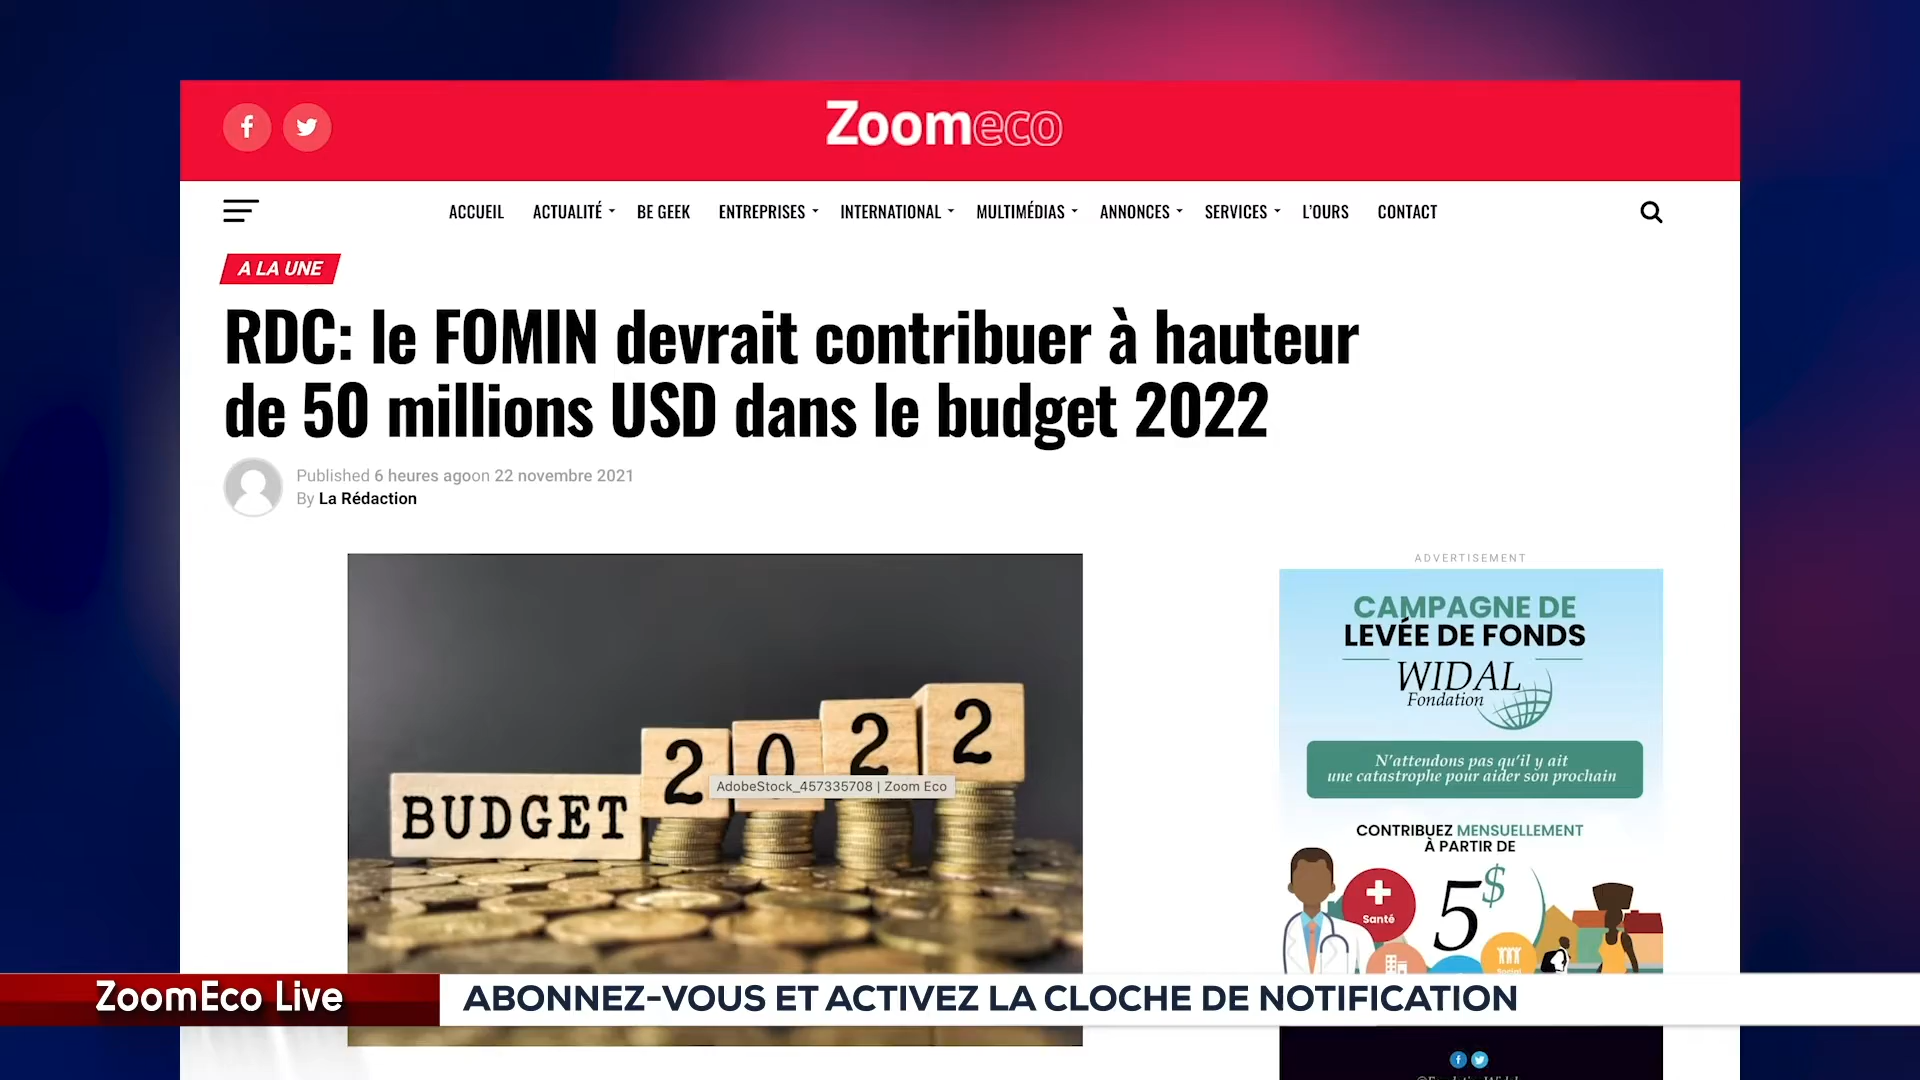 Zoomeco
ACCUEIL ACTUALITÉ BE GEEK ENTREPRISES INTERNATIONAL MULTIMÉDIAS ANNONCES SERVICES L'OURS CONTACT
A LA UNE
RDC: le FOMIN devrait contribuer à hauteur
de 50 millions USD dans le budget 2022
Published 6 heures agoon 22 novembre 2021
By La Rédaction
BUDGET 2022
AdobeStock_457335708 | Zoom Eco
ADVERTISEMENT
CAMPAGNE DE
LEVÉE DE FONDS
WIDAL
Fondation
N'attendons pas qu'il y ait
une catastrophe pour aider son prochain
CONTRIBUEZ MENSUELLEMENT
À PARTIR DE
5$
Santé
Social
ZoomEco Live
ABONNEZ-VOUS ET ACTIVEZ LA CLOCHE DE NOTIFICATION